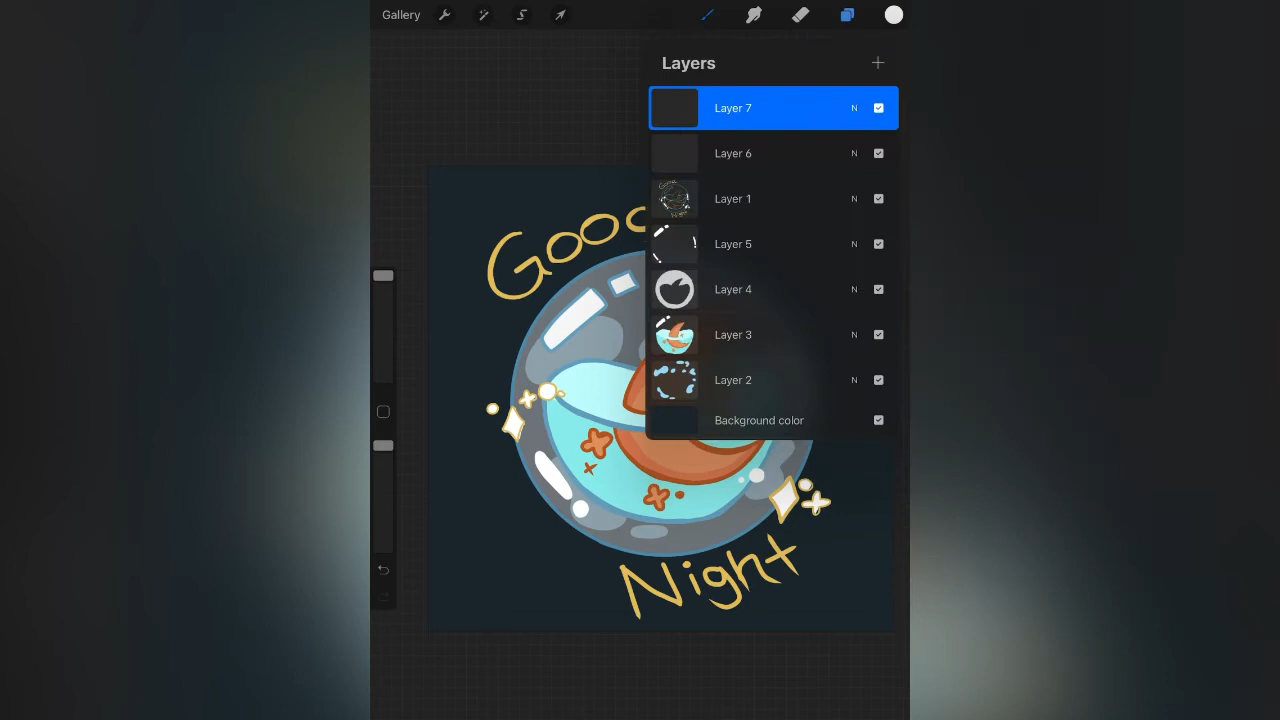 Gallery
Layers
Layer 7 N
Layer 6 N
Layer 1 N
Layer 5 N
Layer 4 N
Layer 3 N
Layer 2 N
Background color
Goo
Night